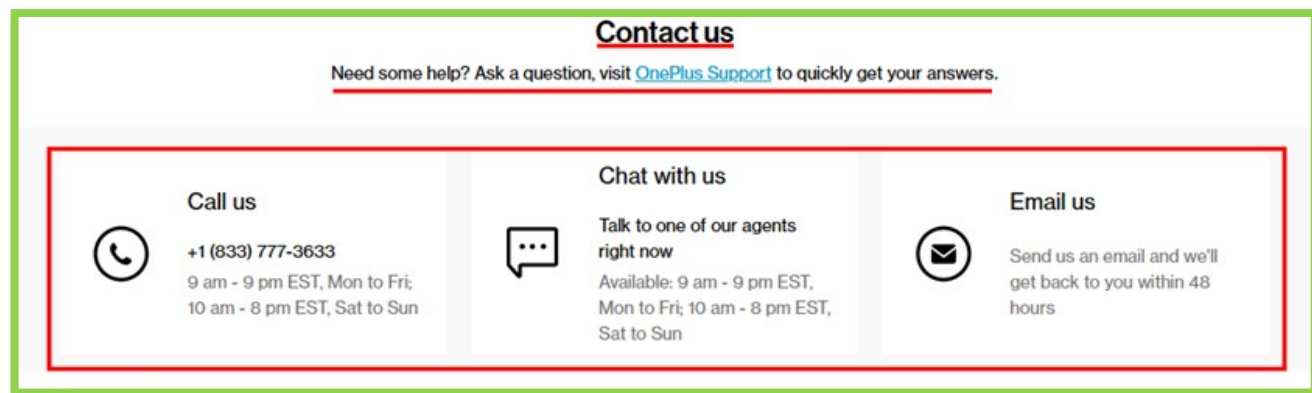 Contact us
Need some help? Ask a question, visit OnePlus Support to quickly get your answers.
Call us
+1 (833) 777-3633
9 am - 9 pm EST, Mon to Fri;
10 am - 8 pm EST, Sat to Sun
Chat with us
Talk to one of our agents
right now
Available: 9 am - 9 pm EST,
Mon to Fri; 10 am - 8 pm EST,
Sat to Sun
Email us
Send us an email and we'll
get back to you within 48
hours